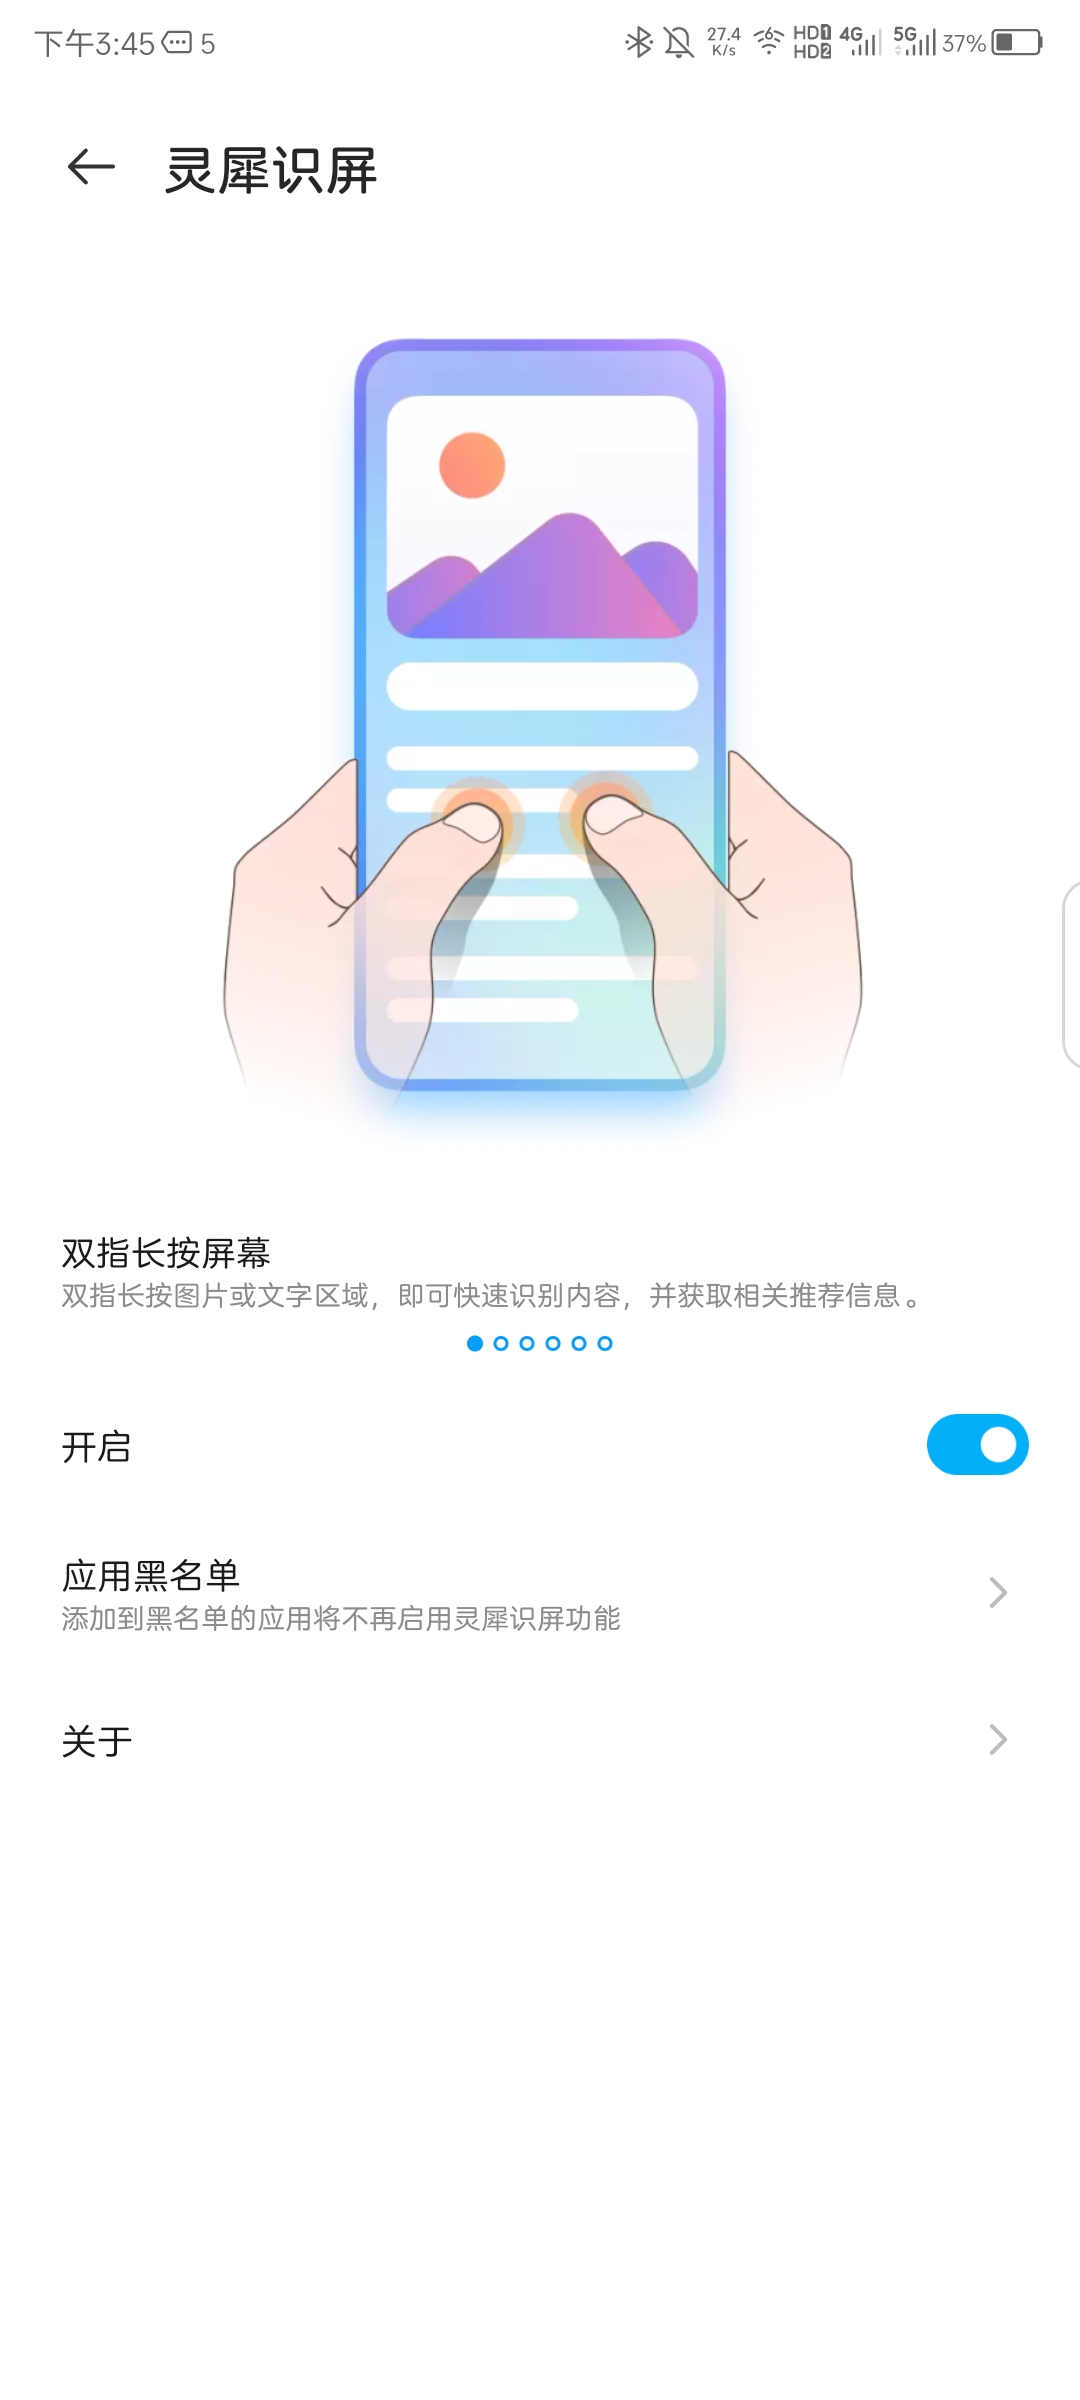 下午3:45 5 27.4 K/s 6 HD1 HD2 4G 5G 37%
灵犀识屏
双指长按屏幕
双指长按图片或文字区域，即可快速识别内容，并获取相关推荐信息。
开启
应用黑名单
添加到黑名单的应用将不再启用灵犀识屏功能
关于